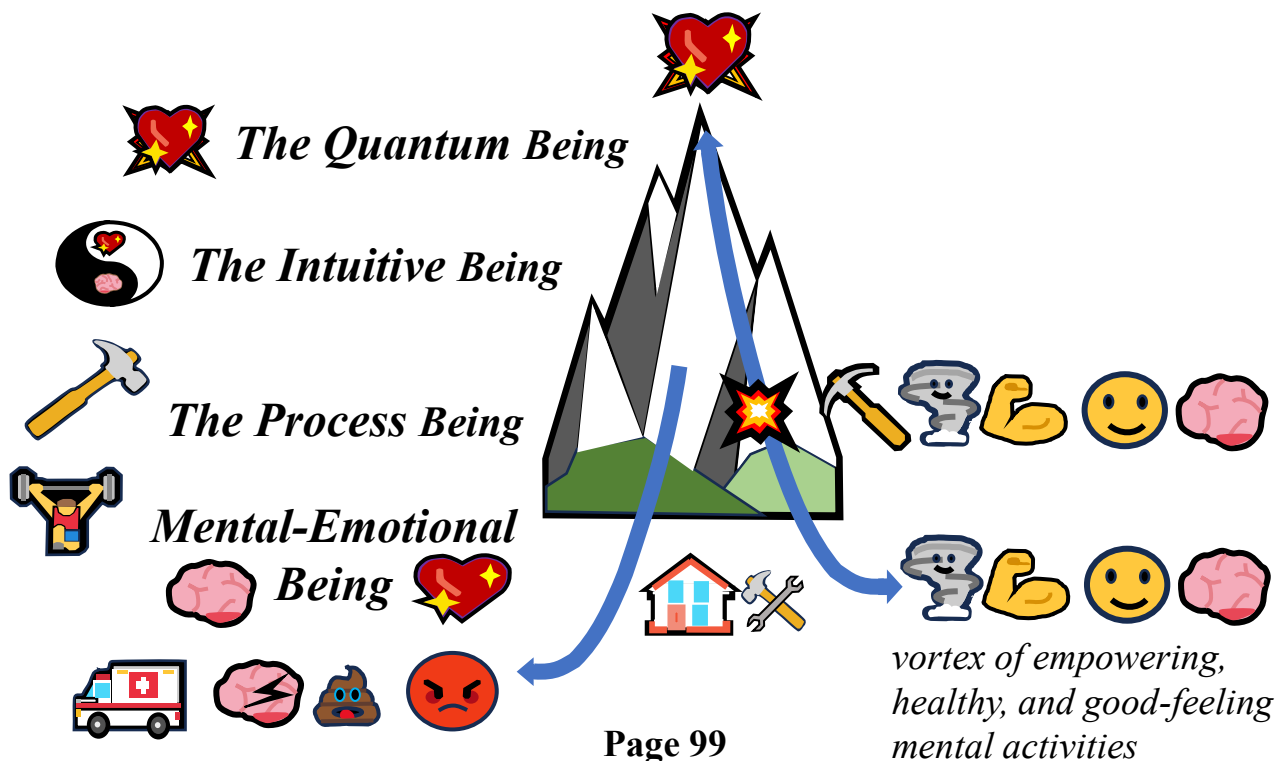 The Quantum Being
The Intuitive Being
The Process Being
Mental-Emotional
Being
vortex of empowering,
healthy, and good-feeling
mental activities
Page 99